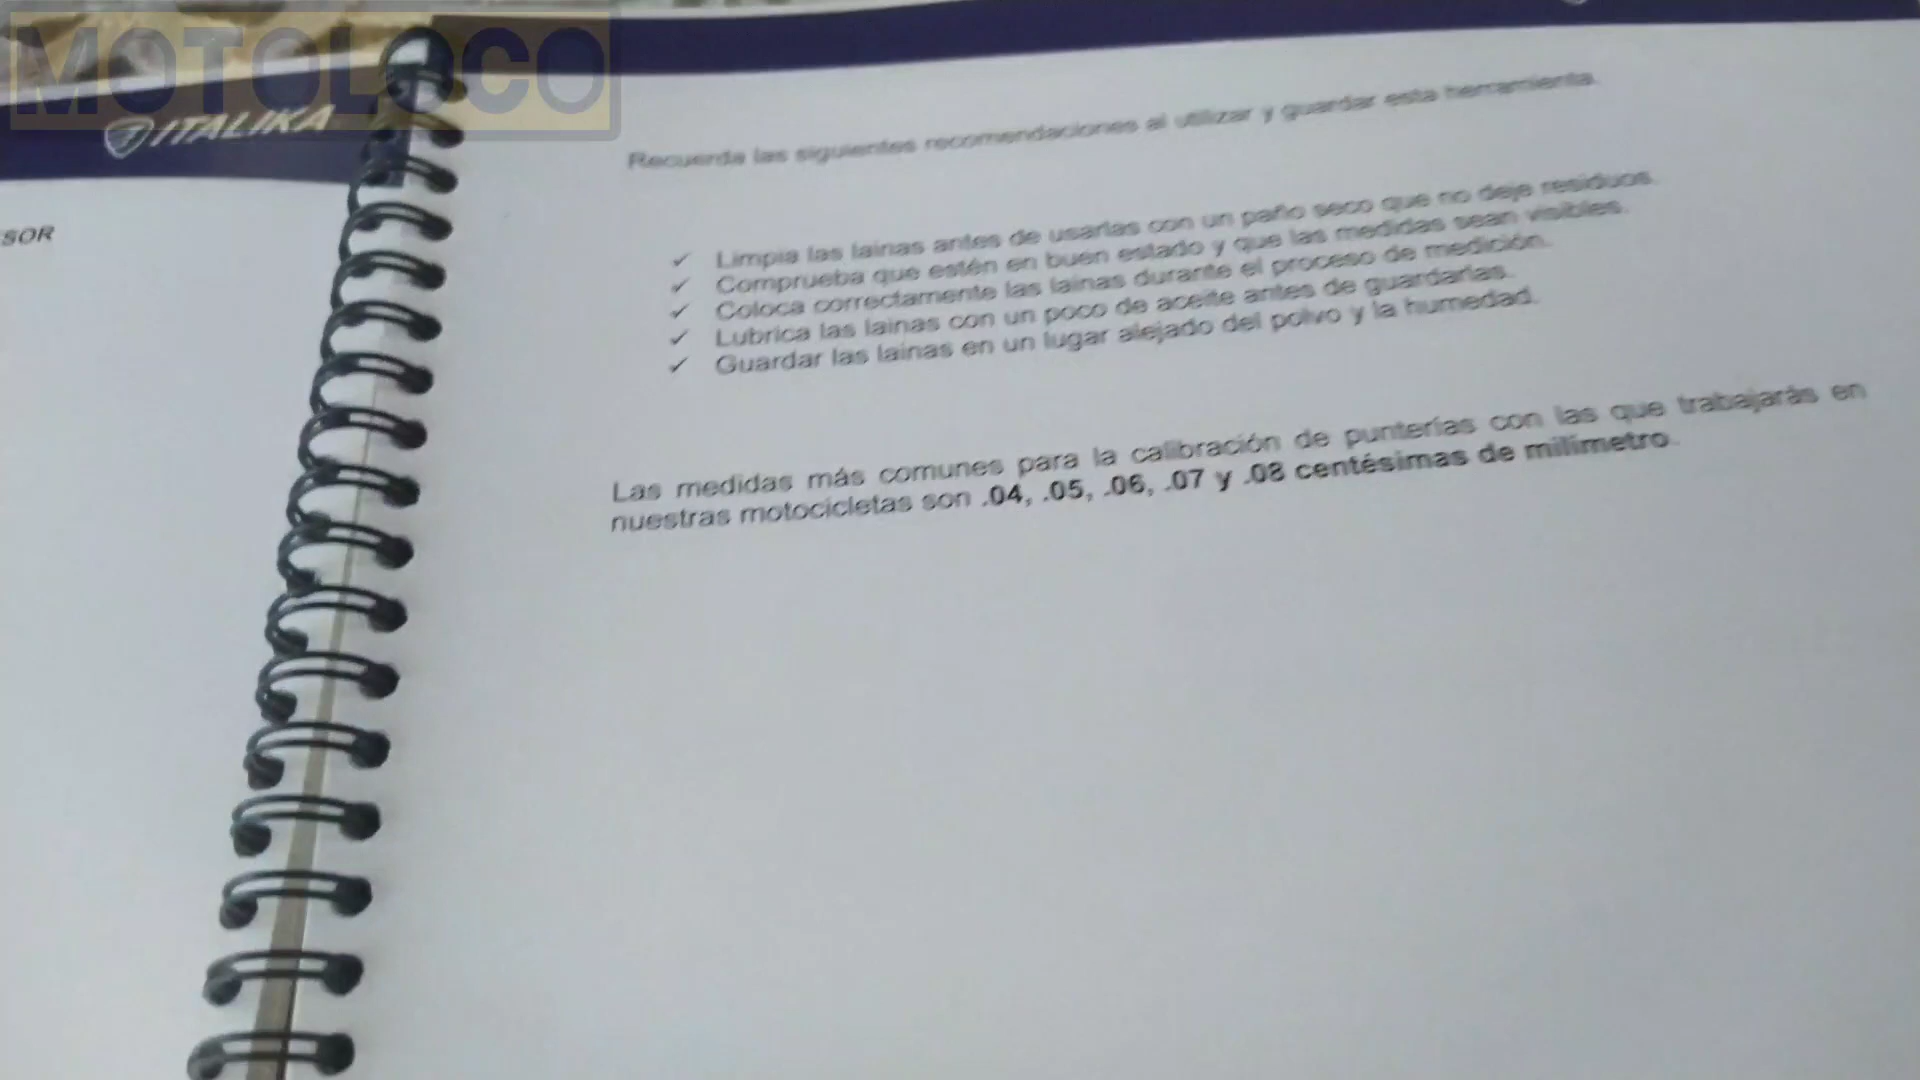 MOTOLOCO
ITALIKA
SOR
Recuerda las siguientes recomendaciones al utilizar y guardar esta herramienta.
✓ Limpia las lainas antes de usarlas con un paño seco que no deje residuos.
✓ Comprueba que estén en buen estado y que las medidas sean visibles.
✓ Coloca correctamente las lainas durante el proceso de medición.
✓ Lubrica las lainas con un poco de aceite antes de guardarlas.
✓ Guardar las lainas en un lugar alejado del polvo y la humedad.
Las medidas más comunes para la calibración de punterías con las que trabajarás en
nuestras motocicletas son .04, .05, .06, .07 y .08 centésimas de milímetro.